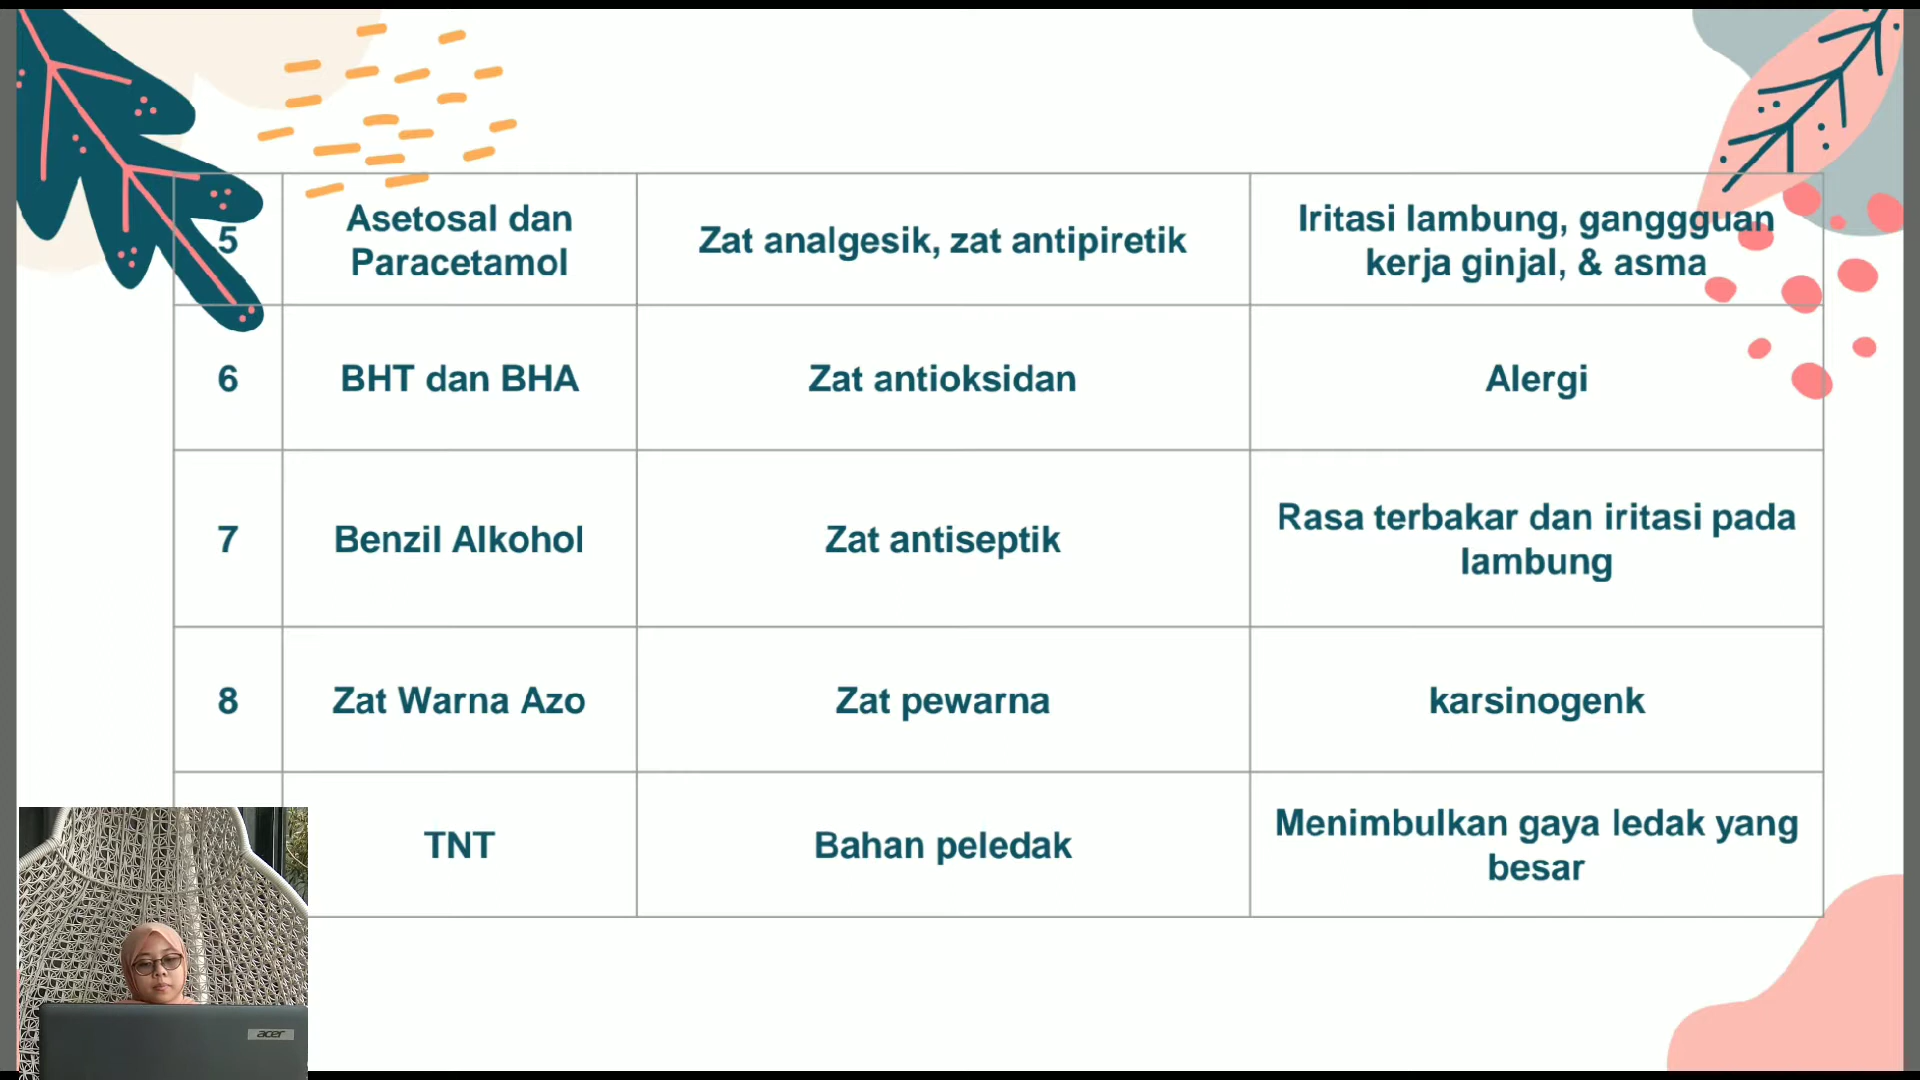 5
Asetosal dan
Paracetamol
Zat analgesik, zat antipiretik
Iritasi lambung, ganggguan
kerja ginjal, & asma
6
BHT dan BHA
Zat antioksidan
Alergi
7
Benzil Alkohol
Zat antiseptik
Rasa terbakar dan iritasi pada
lambung
8
Zat Warna Azo
Zat pewarna
karsinogenk
TNT
Bahan peledak
Menimbulkan gaya ledak yang
besar
acer